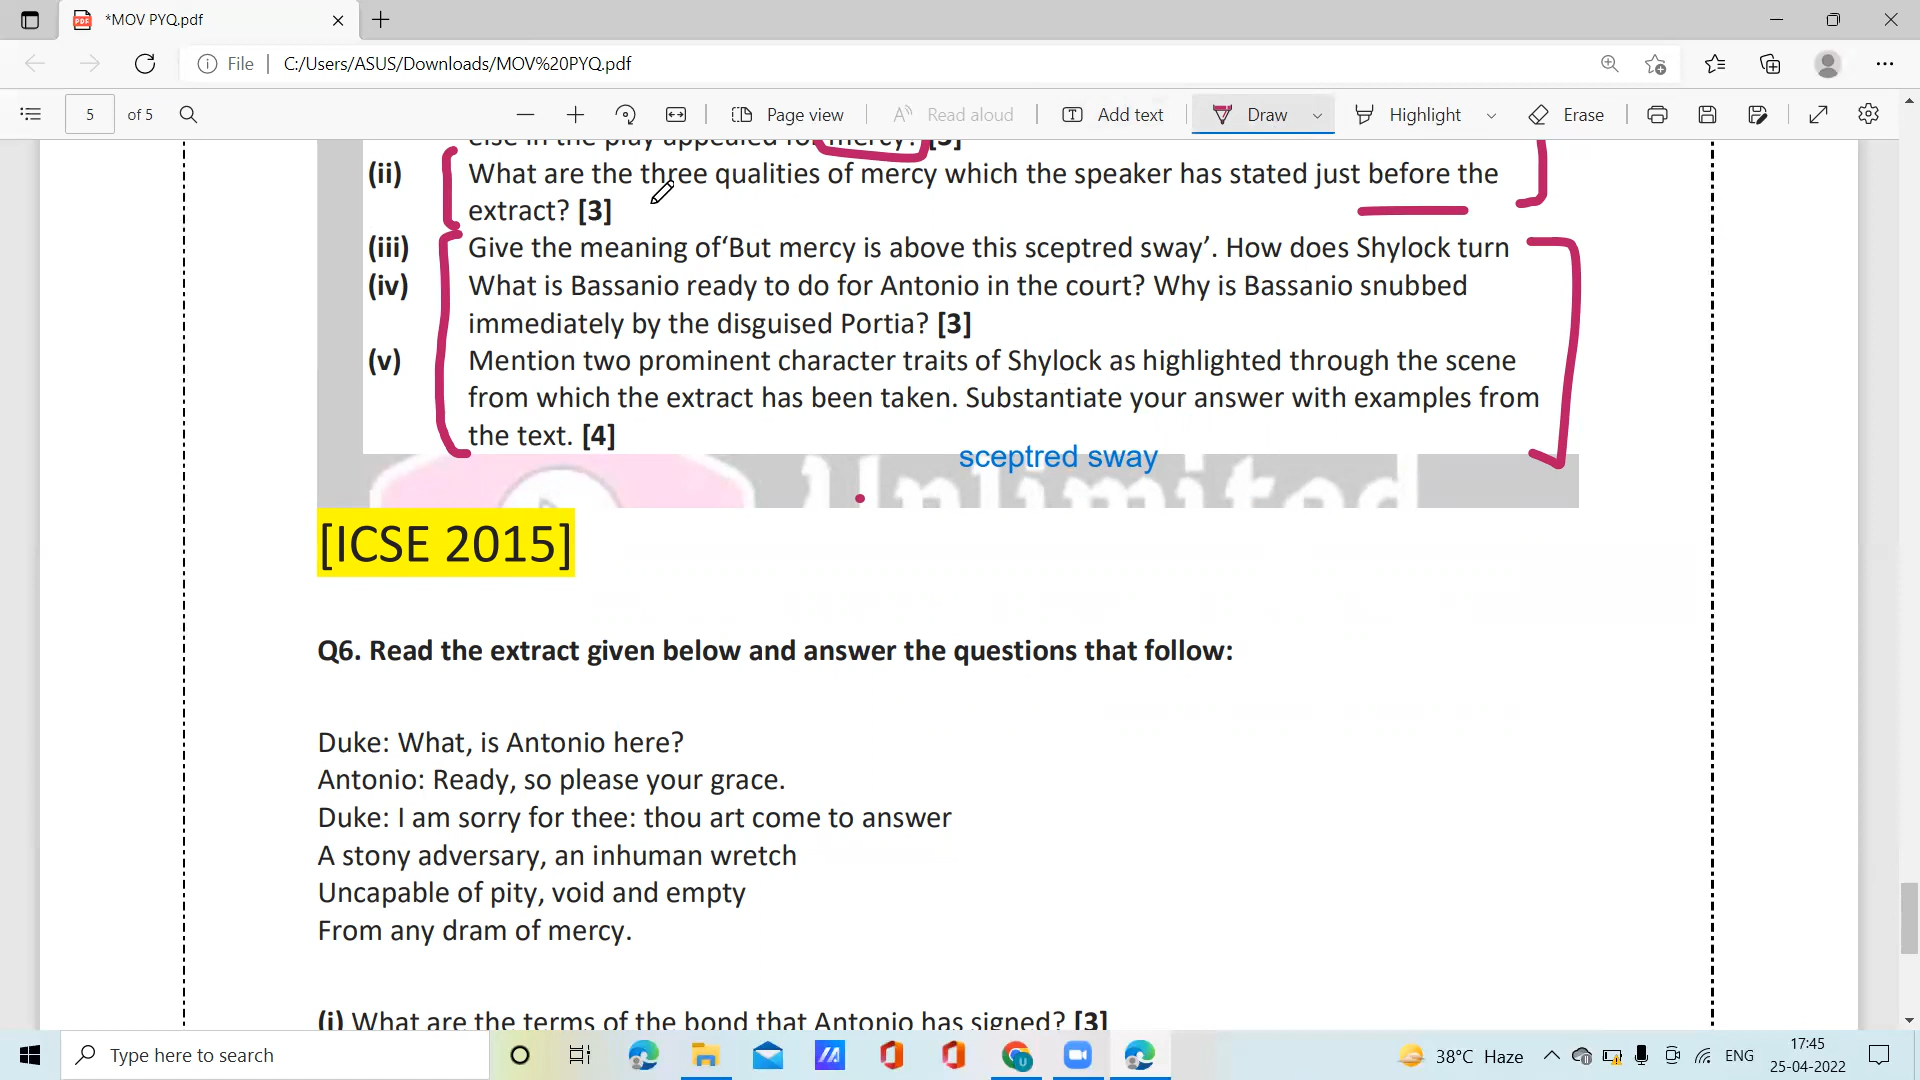 *MOV PYQ.pdf
File C:/Users/ASUS/Downloads/MOV%20PYQ.pdf
5 of 5 Page view Read aloud Add text Draw Highlight Erase
else in the play appealed for mercy? [3]
(ii) What are the three qualities of mercy which the speaker has stated just before the
extract? [3]
(iii) Give the meaning of‘But mercy is above this sceptred sway’. How does Shylock turn
(iv) What is Bassanio ready to do for Antonio in the court? Why is Bassanio snubbed
immediately by the disguised Portia? [3]
(v) Mention two prominent character traits of Shylock as highlighted through the scene
from which the extract has been taken. Substantiate your answer with examples from
the text. [4]
sceptred sway
Unlimited
[ICSE 2015]
Q6. Read the extract given below and answer the questions that follow:
Duke: What, is Antonio here?
Antonio: Ready, so please your grace.
Duke: I am sorry for thee: thou art come to answer
A stony adversary, an inhuman wretch
Uncapable of pity, void and empty
From any dram of mercy.
(i) What are the terms of the bond that Antonio has signed? [3]
Type here to search
38°C Haze ENG 17:45
25-04-2022